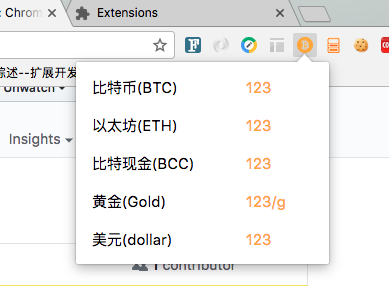 : Chrom
Extensions
综述--扩展开发
Unwatch
Insights
比特币(BTC) 123
以太坊(ETH) 123
比特现金(BCC) 123
黄金(Gold) 123/g
美元(dollar) 123
1 contributor